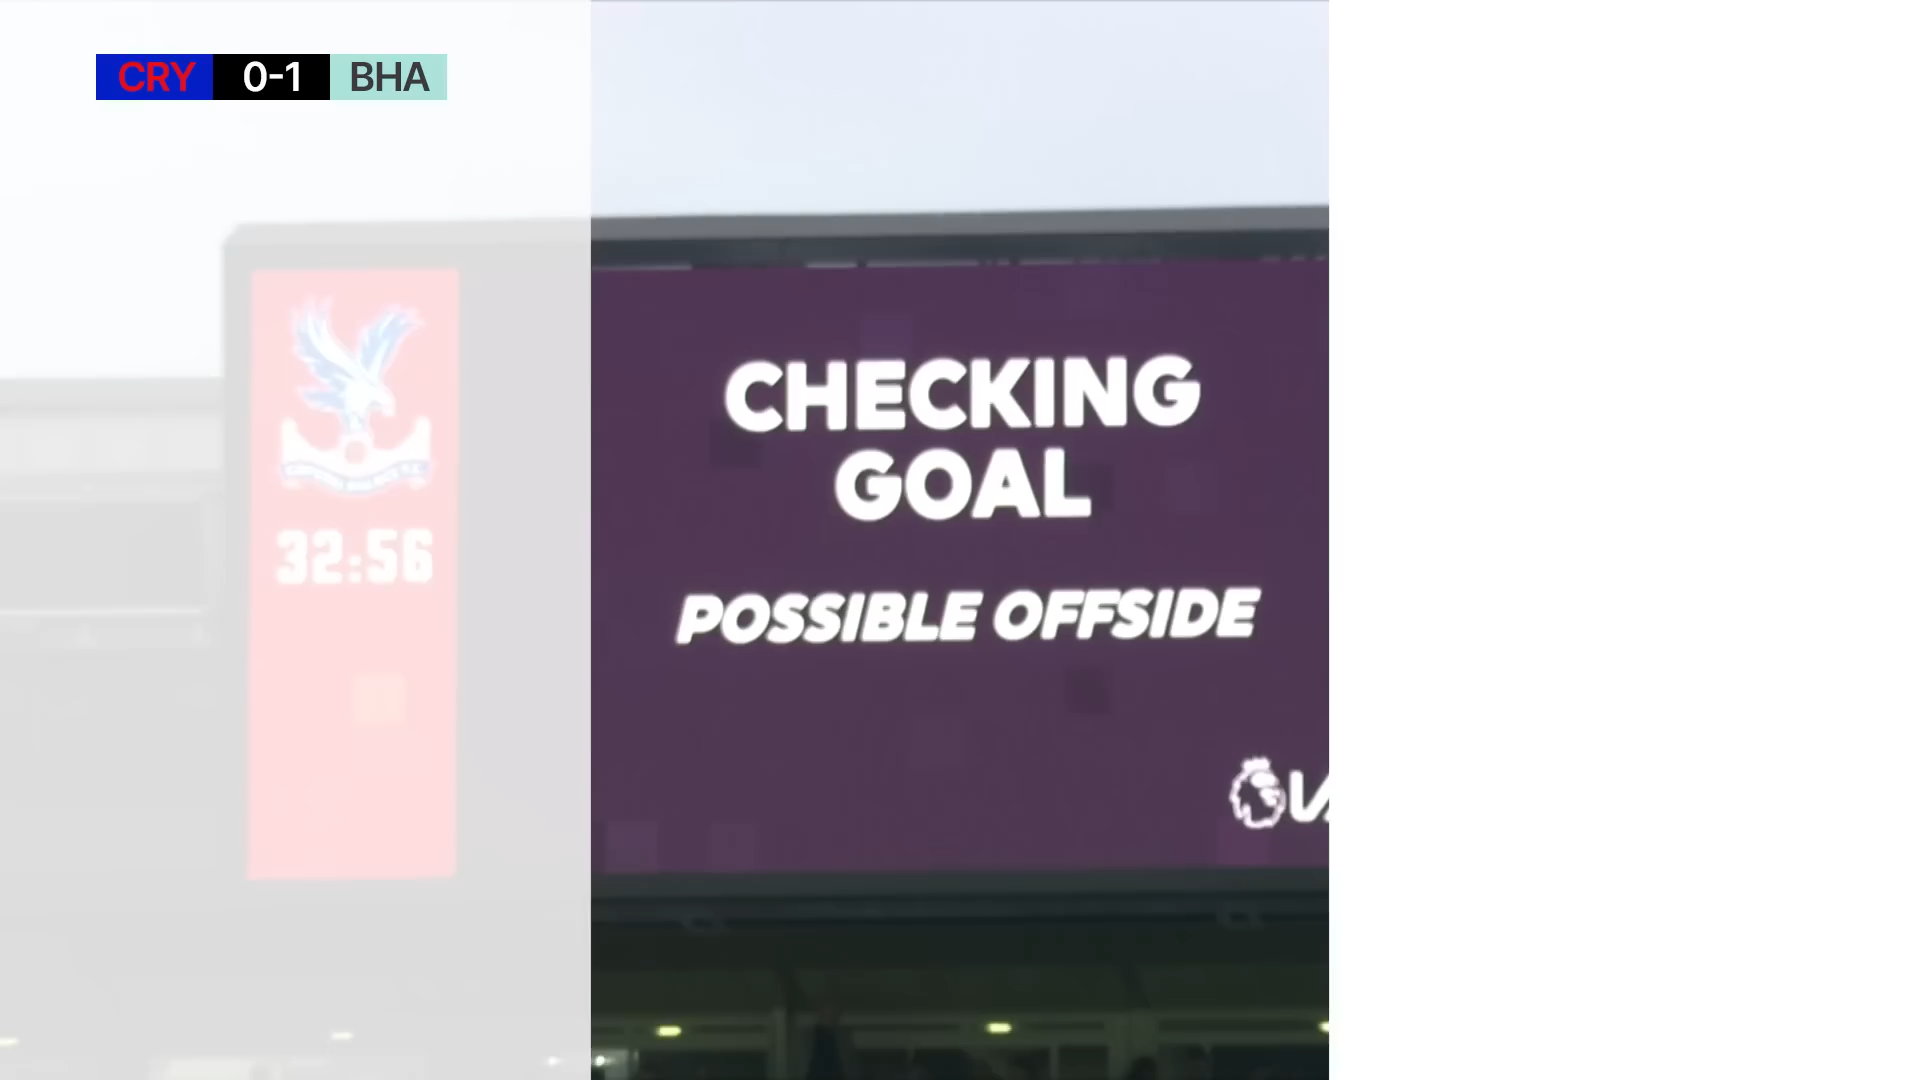 CRY 0-1 BHA
32:56
CHECKING
GOAL
POSSIBLE OFFSIDE